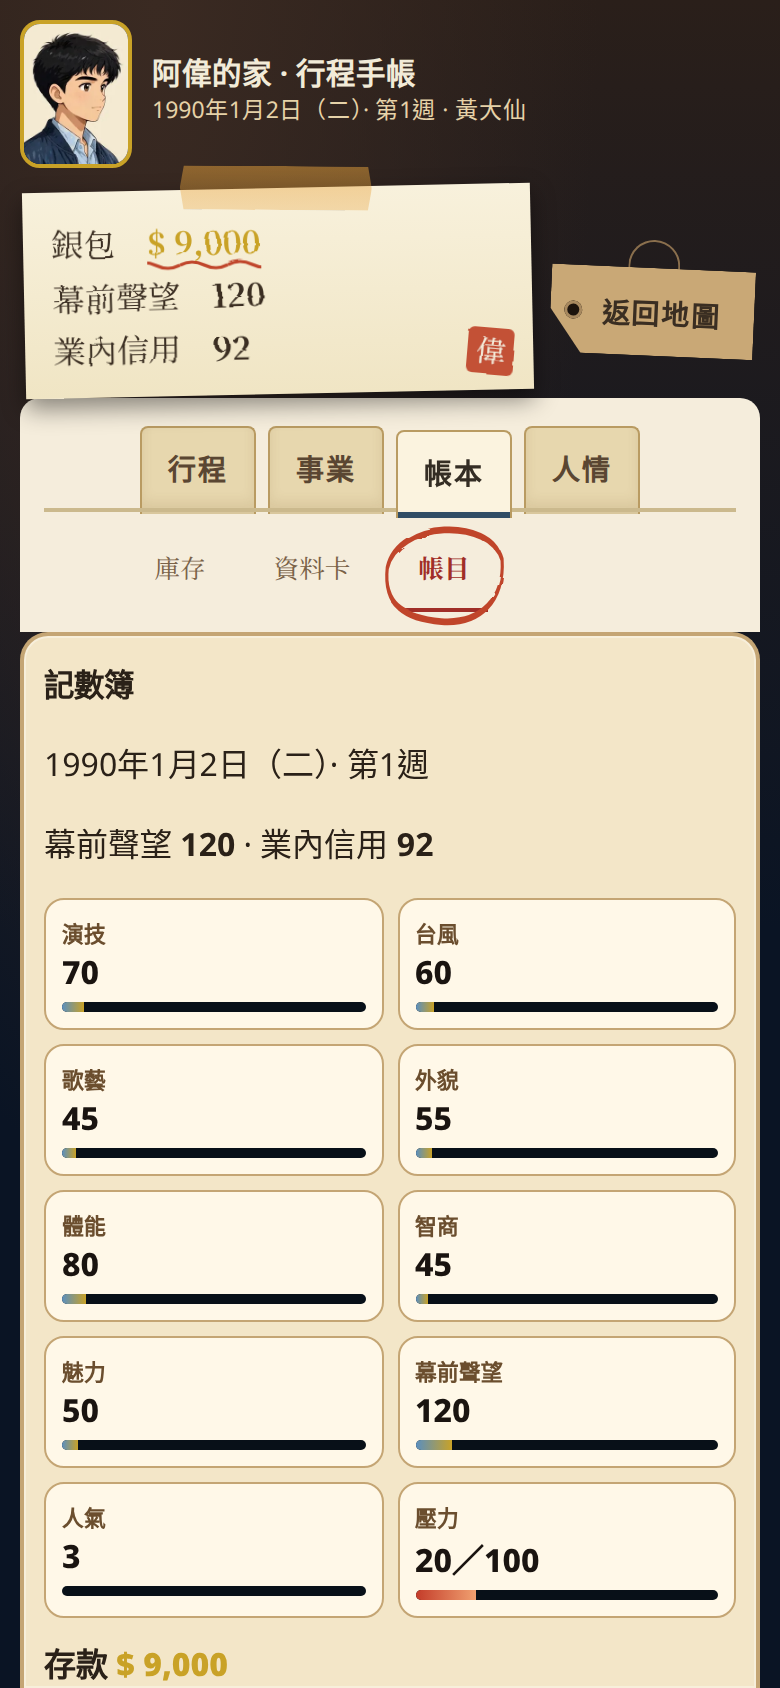 阿偉的家 · 行程手帳
1990年1月2日（二）· 第1週 · 黃大仙
銀包 $ 9,000
幕前聲望 120
業內信用 92
偉
返回地圖
行程 事業 帳本 人情
庫存 資料卡 帳目
記數簿
1990年1月2日（二）· 第1週
幕前聲望 120 · 業內信用 92
演技 台風
70 60
歌藝 外貌
45 55
體能 智商
80 45
魅力 幕前聲望
50 120
人氣 壓力
3 20／100
存款 $ 9,000